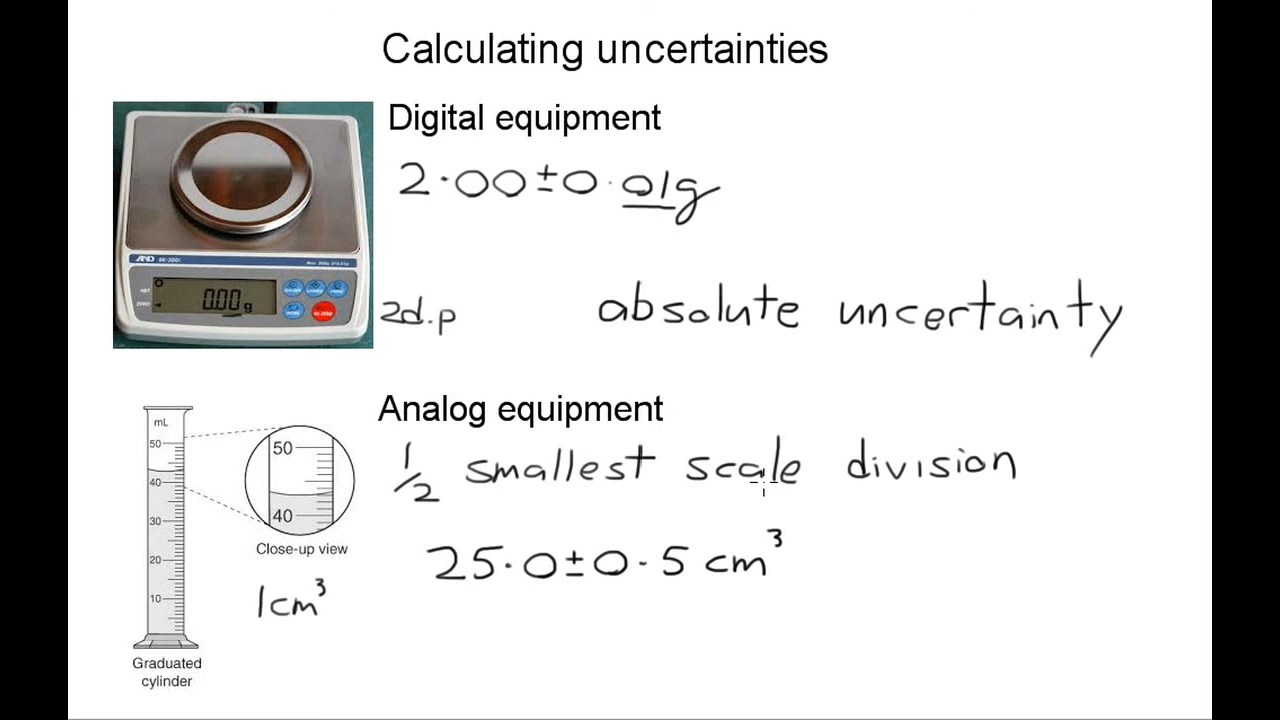 Calculating uncertainties
Digital equipment
2.00±0.01g
AND
0.00 g
2d.p
absolute uncertainty
Analog equipment
1/2 smallest scale division
25.0±0.5 cm³
mL
50
40
30
20
10
50
40
Close-up view
1cm³
Graduated
cylinder